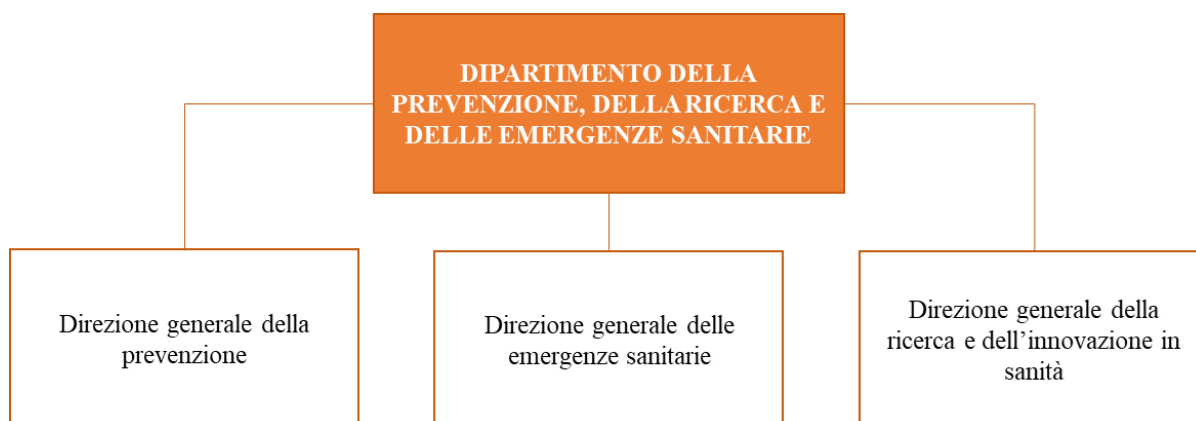 DIPARTIMENTO DELLA
PREVENZIONE, DELLA RICERCA E
DELLE EMERGENZE SANITARIE
Direzione generale della
prevenzione
Direzione generale delle
emergenze sanitarie
Direzione generale della
ricerca e dell’innovazione in
sanità